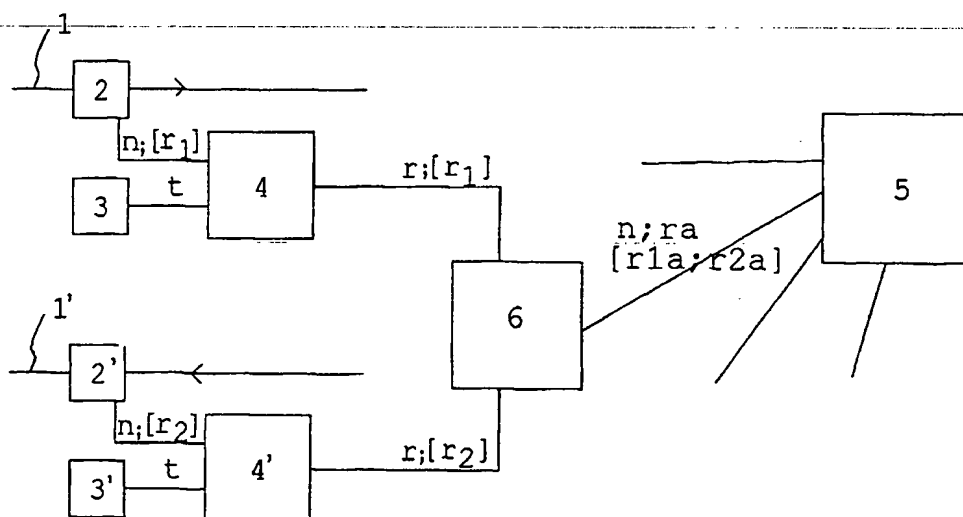 1
2
n;[r1]
3
t
4
r;[r1]
5
n;ra
[r1a;r2a]
6
1'
2'
n;[r2]
3'
t
4'
r;[r2]